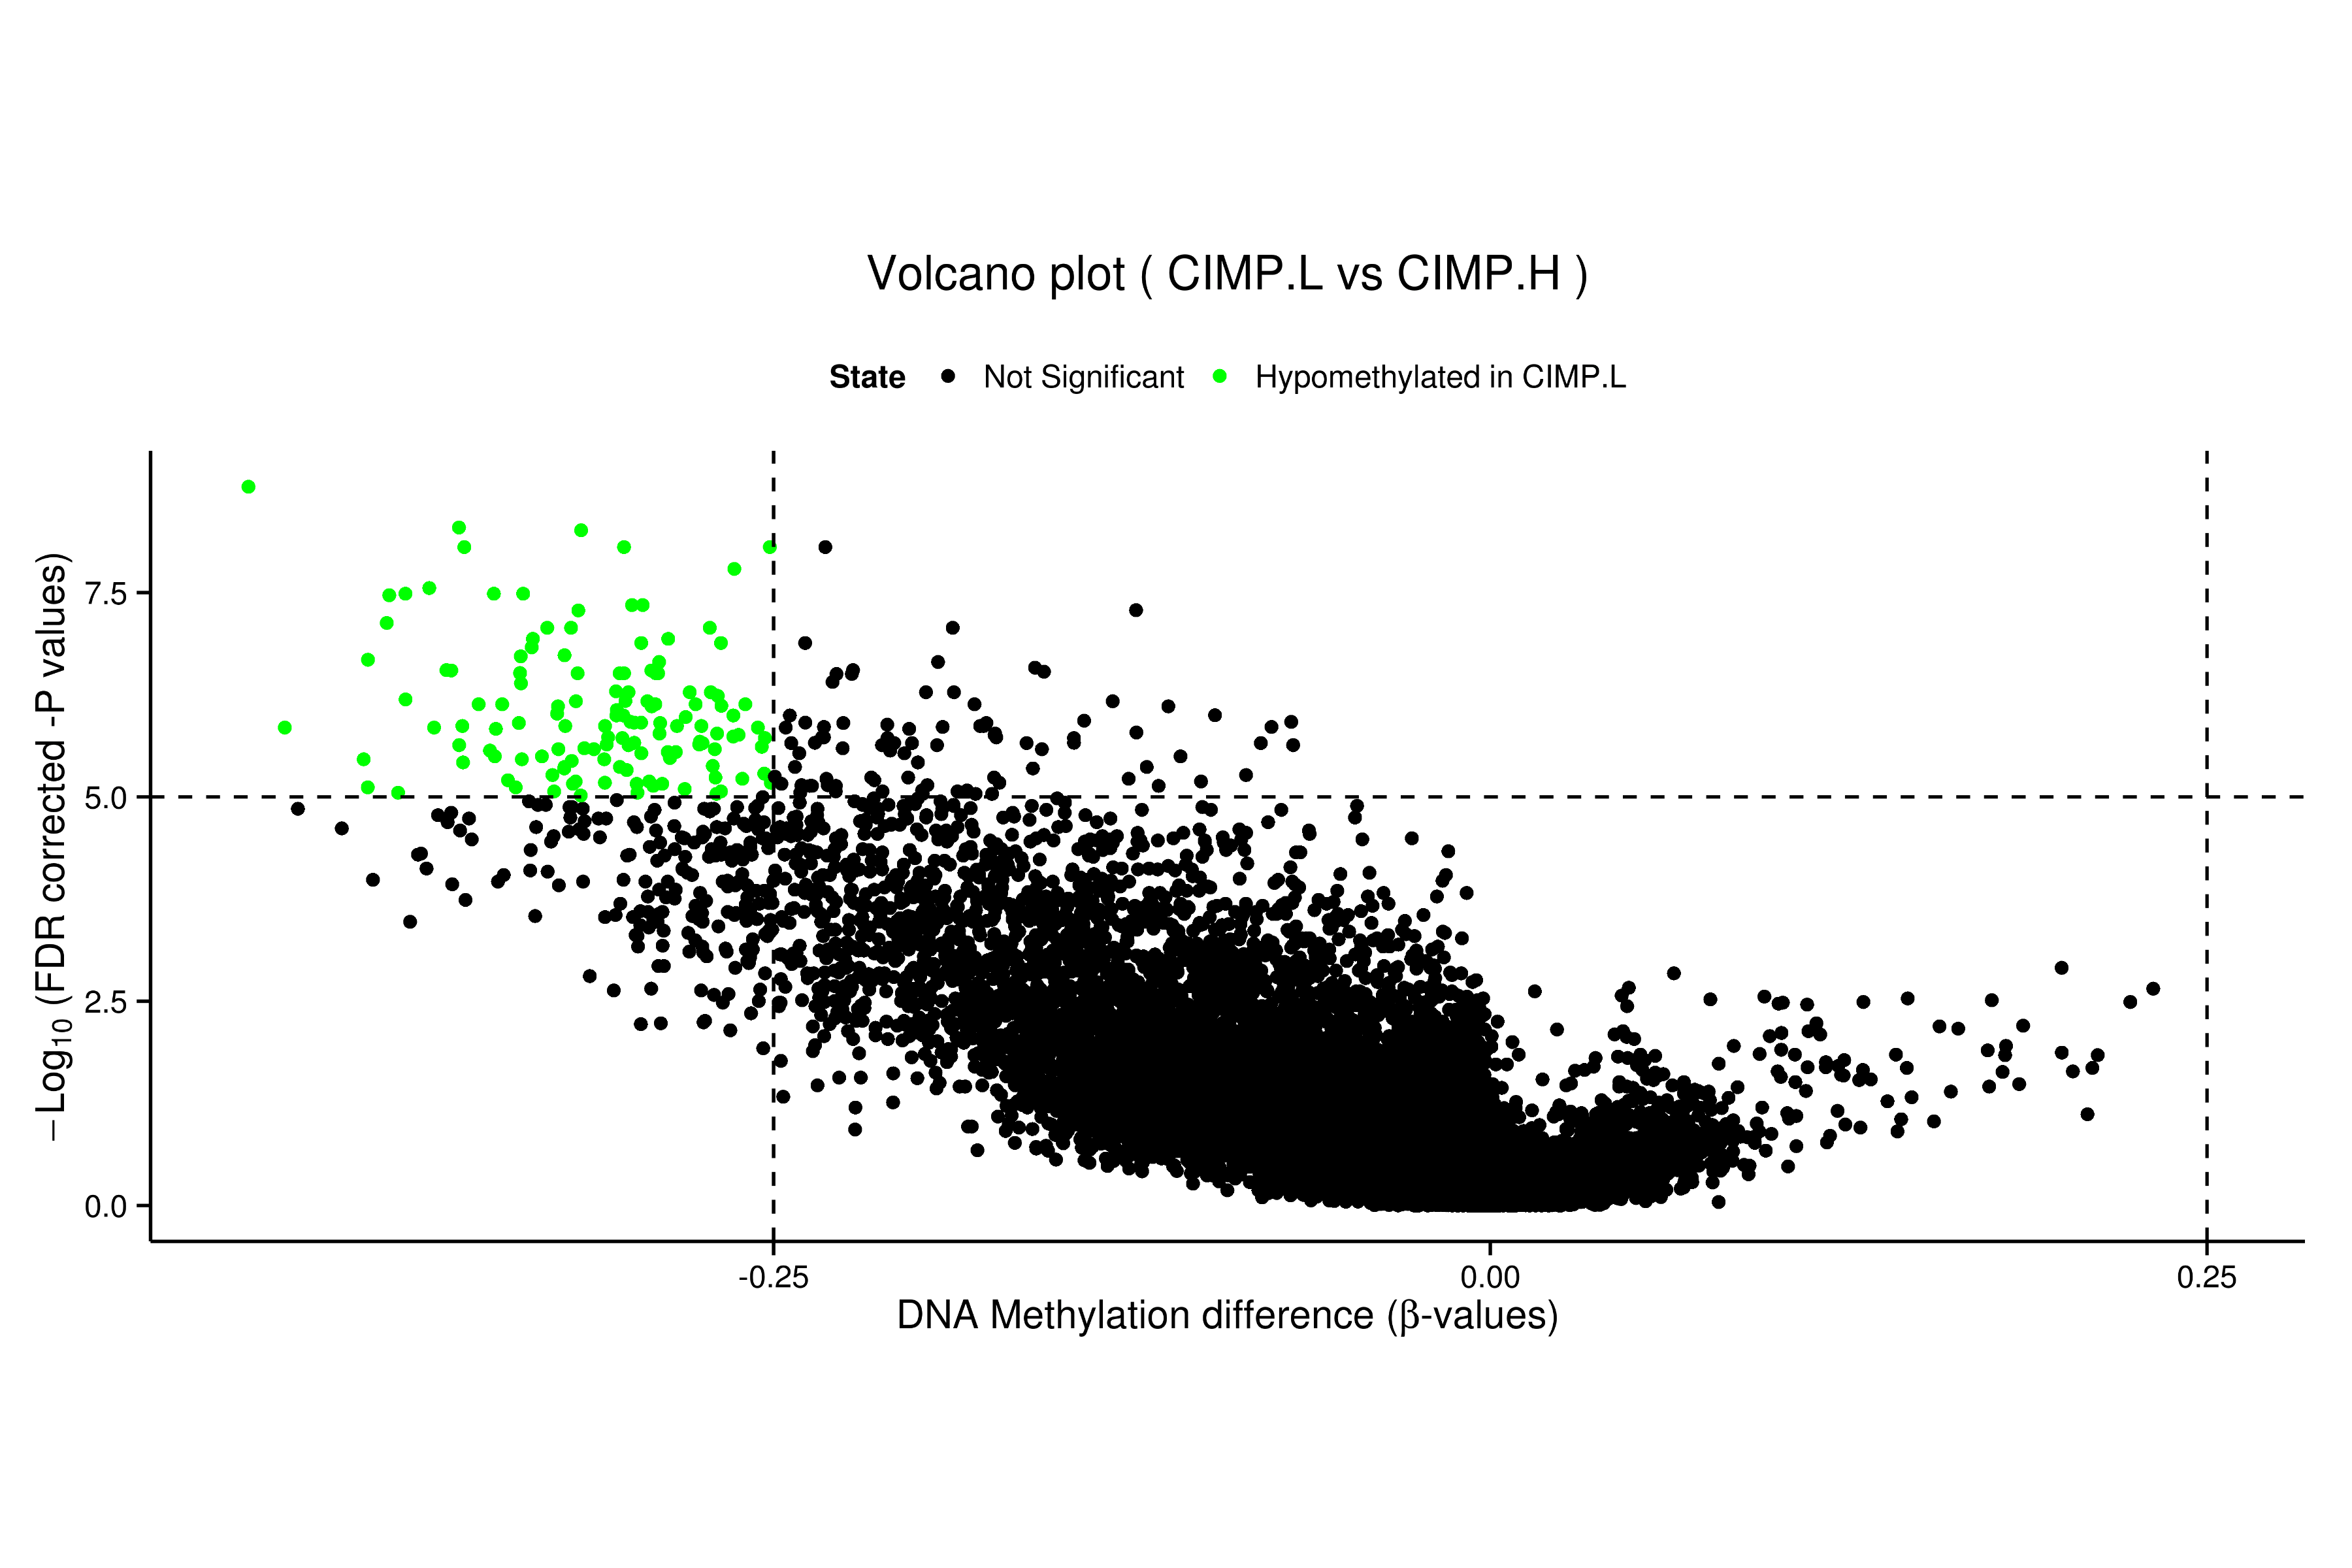 Volcano plot ( CIMP.L vs CIMP.H )
State Not Significant Hypomethylated in CIMP.L
−Log10 (FDR corrected -P values)
7.5
5.0
2.5
0.0
-0.25 0.00 0.25
DNA Methylation difference (β-values)